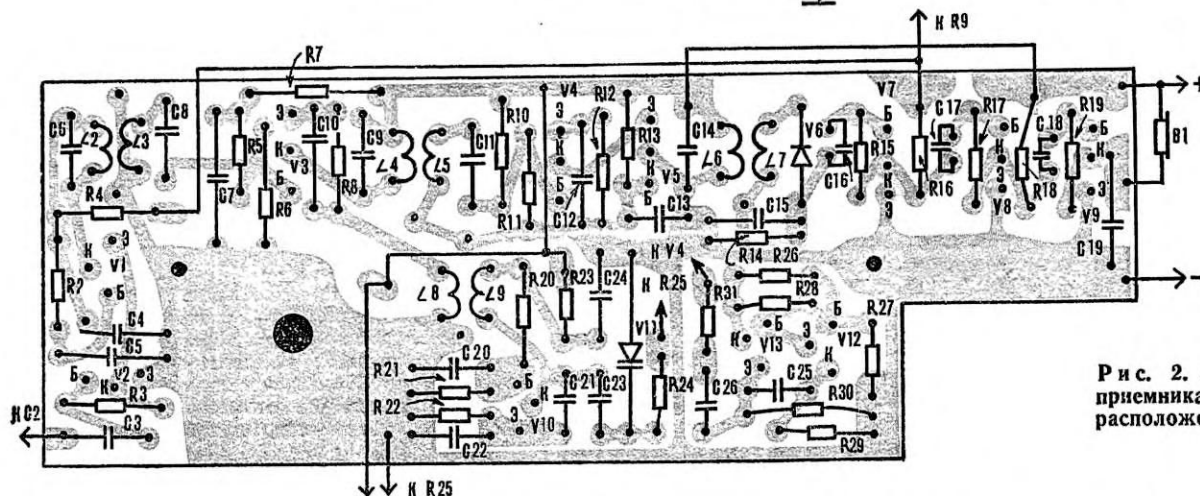 К R9
R7
C6
L2
L3
C8
R4
R5
C7
R6
Э
К
V3
Б
C10
R8
C9
L4
L5
C11
R10
R11
V4
Э
К
Б
C12
R12
R13
Э
К
Б
V5
C13
C14
L6
L7
V6
C16
R15
V7
Б
К
Э
R16
C17
R17
Б
К
Э
V8
R18
C18
R19
Б
К
Э
V9
C19
+
B1
−
R2
Э
К
V1
Б
C4
C5
Б
V2
Э
К
R3
К C2
C3
C15
R14
К V4
К R25
R26
R28
R31
V11
L8
L9
R20
R23
C24
R21
C20
R22
C22
Б
К
Э
V10
C21
C23
R24
C26
К
V13
Б
Э
Б
V12
Э
К
R27
C25
R30
R29
К R25
Рис. 2.
приемника
расположе